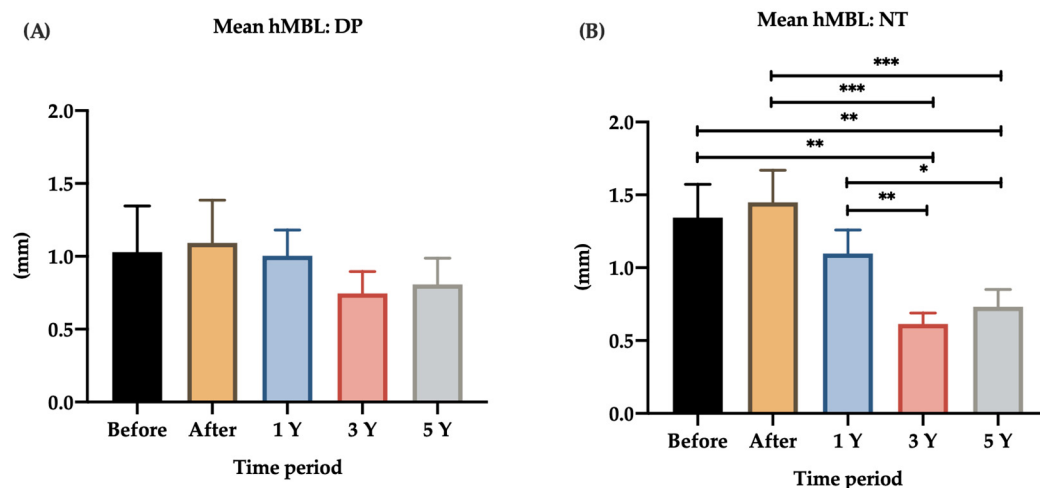 (A)
Mean hMBL: DP
2.0
1.5
1.0
0.5
0.0
(mm)
Before After 1 Y 3 Y 5 Y
Time period
(B)
Mean hMBL: NT
***
***
**
**
*
**
2.0
1.5
1.0
0.5
0.0
(mm)
Before After 1 Y 3 Y 5 Y
Time period